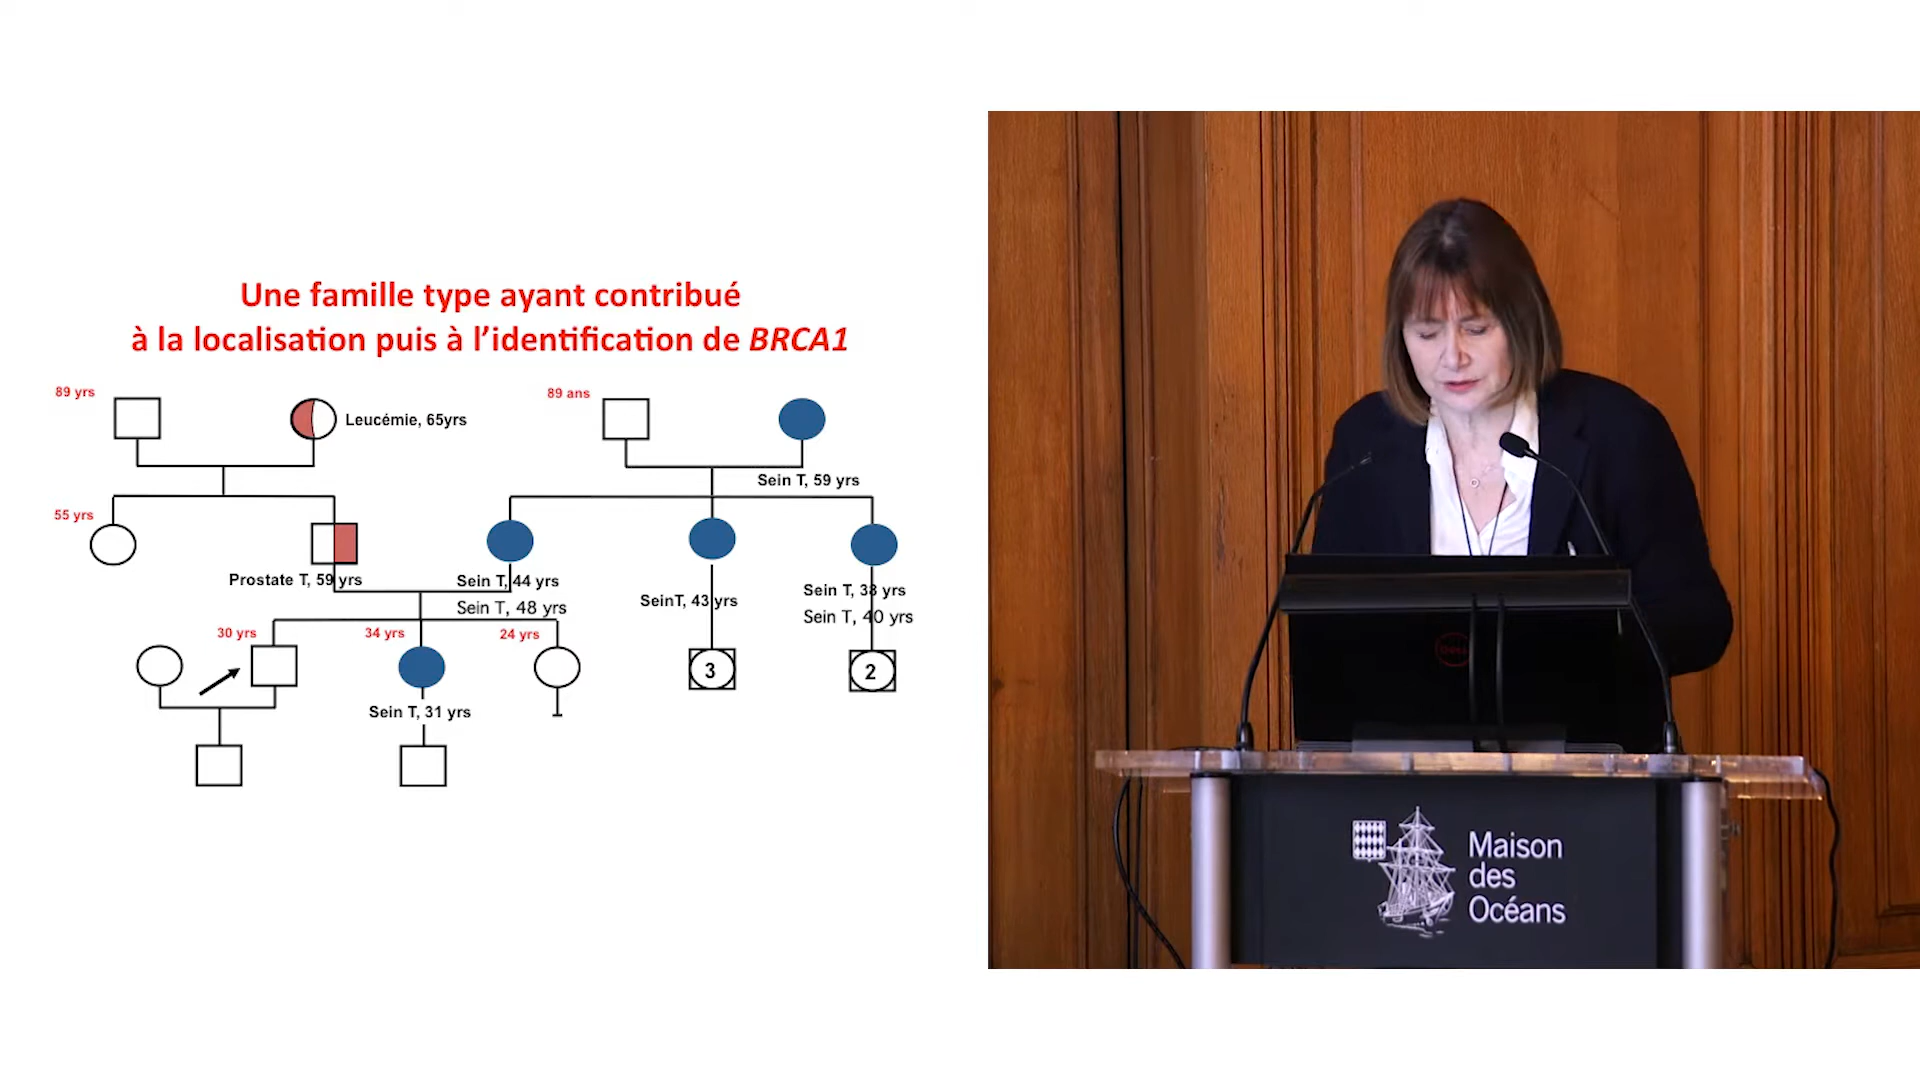 Une famille type ayant contribué
à la localisation puis à l'identification de BRCA1
89 yrs
Leucémie, 65yrs
89 ans
Sein T, 59 yrs
55 yrs
Prostate T, 59 yrs
Sein T, 44 yrs
Sein T, 48 yrs
SeinT, 43 yrs
Sein T, 38 yrs
Sein T, 40 yrs
30 yrs
34 yrs
24 yrs
3
2
Sein T, 31 yrs
Maison
des
Océans